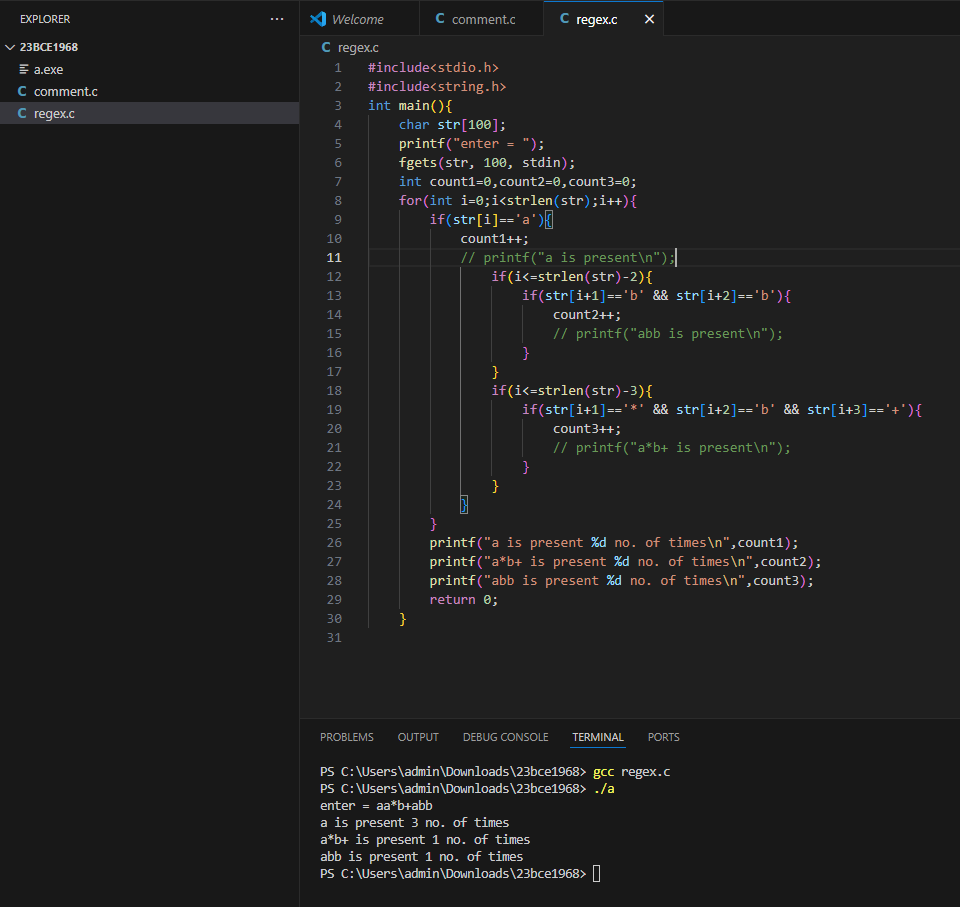 EXPLORER ...
23BCE1968
a.exe
C comment.c
C regex.c
Welcome C comment.c C regex.c ×
C regex.c
1 #include<stdio.h>
2 #include<string.h>
3 int main(){
4 char str[100];
5 printf("enter = ");
6 fgets(str, 100, stdin);
7 int count1=0,count2=0,count3=0;
8 for(int i=0;i<strlen(str);i++){
9 if(str[i]=='a'){
10 count1++;
11 // printf("a is present\n");
12 if(i<=strlen(str)-2){
13 if(str[i+1]=='b' && str[i+2]=='b'){
14 count2++;
15 // printf("abb is present\n");
16 }
17 }
18 if(i<=strlen(str)-3){
19 if(str[i+1]=='*' && str[i+2]=='b' && str[i+3]=='+'){
20 count3++;
21 // printf("a*b+ is present\n");
22 }
23 }
24 }
25 }
26 printf("a is present %d no. of times\n",count1);
27 printf("a*b+ is present %d no. of times\n",count2);
28 printf("abb is present %d no. of times\n",count3);
29 return 0;
30 }
31
PROBLEMS OUTPUT DEBUG CONSOLE TERMINAL PORTS
PS C:\Users\admin\Downloads\23bce1968> gcc regex.c
PS C:\Users\admin\Downloads\23bce1968> ./a
enter = aa*b+abb
a is present 3 no. of times
a*b+ is present 1 no. of times
abb is present 1 no. of times
PS C:\Users\admin\Downloads\23bce1968>